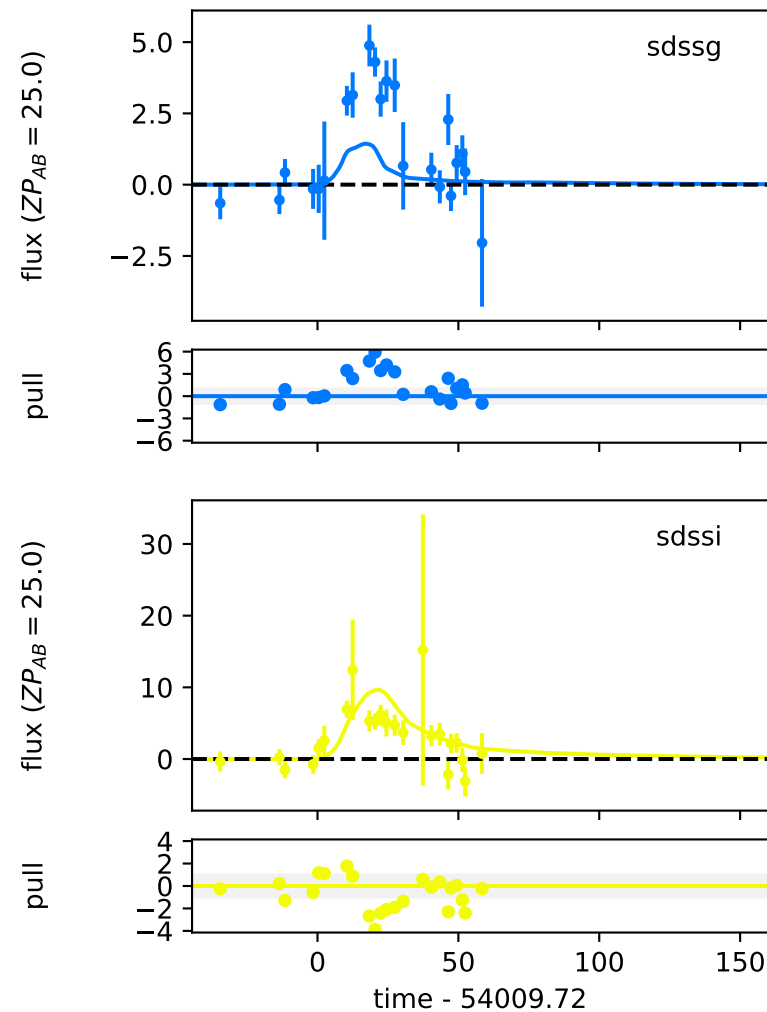 sdssg
flux (ZP_AB = 25.0)
5.0
2.5
0.0
−2.5
pull
6
3
0
−3
−6
sdssi
flux (ZP_AB = 25.0)
30
20
10
0
pull
4
2
0
−2
−4
0 50 100 150
time - 54009.72